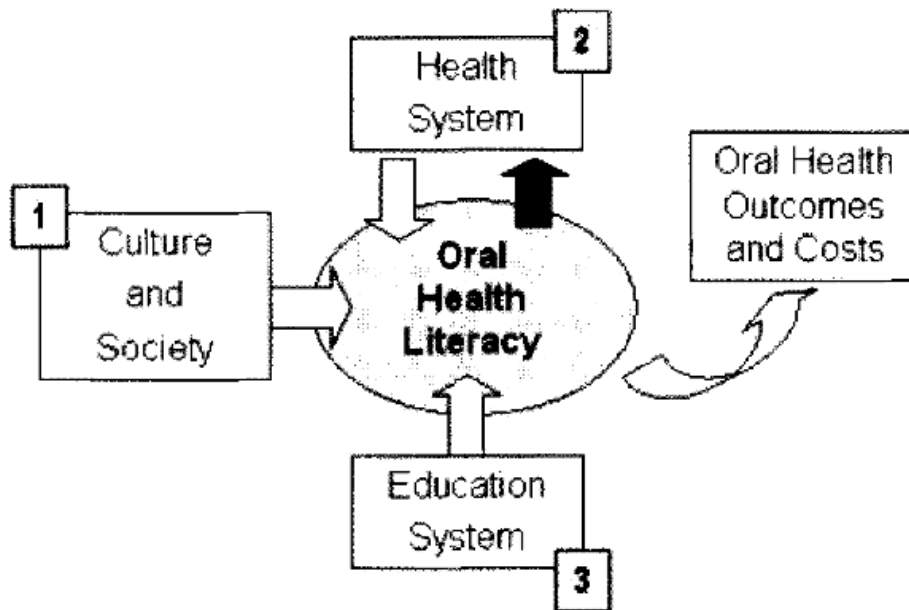 2
Health
System
Oral Health
Outcomes
and Costs
1
Culture
and
Society
Oral
Health
Literacy
Education
System
3